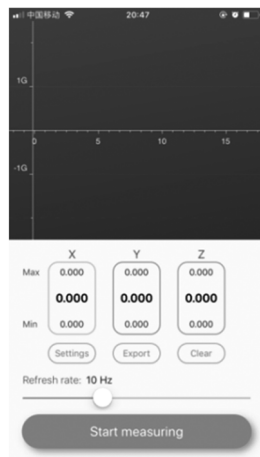 中国移动 20:47
1G
0 5 10 15
-1G
X Y Z
Max 0.000 0.000 0.000
0.000 0.000 0.000
Min 0.000 0.000 0.000
Settings Export Clear
Refresh rate: 10 Hz
Start measuring